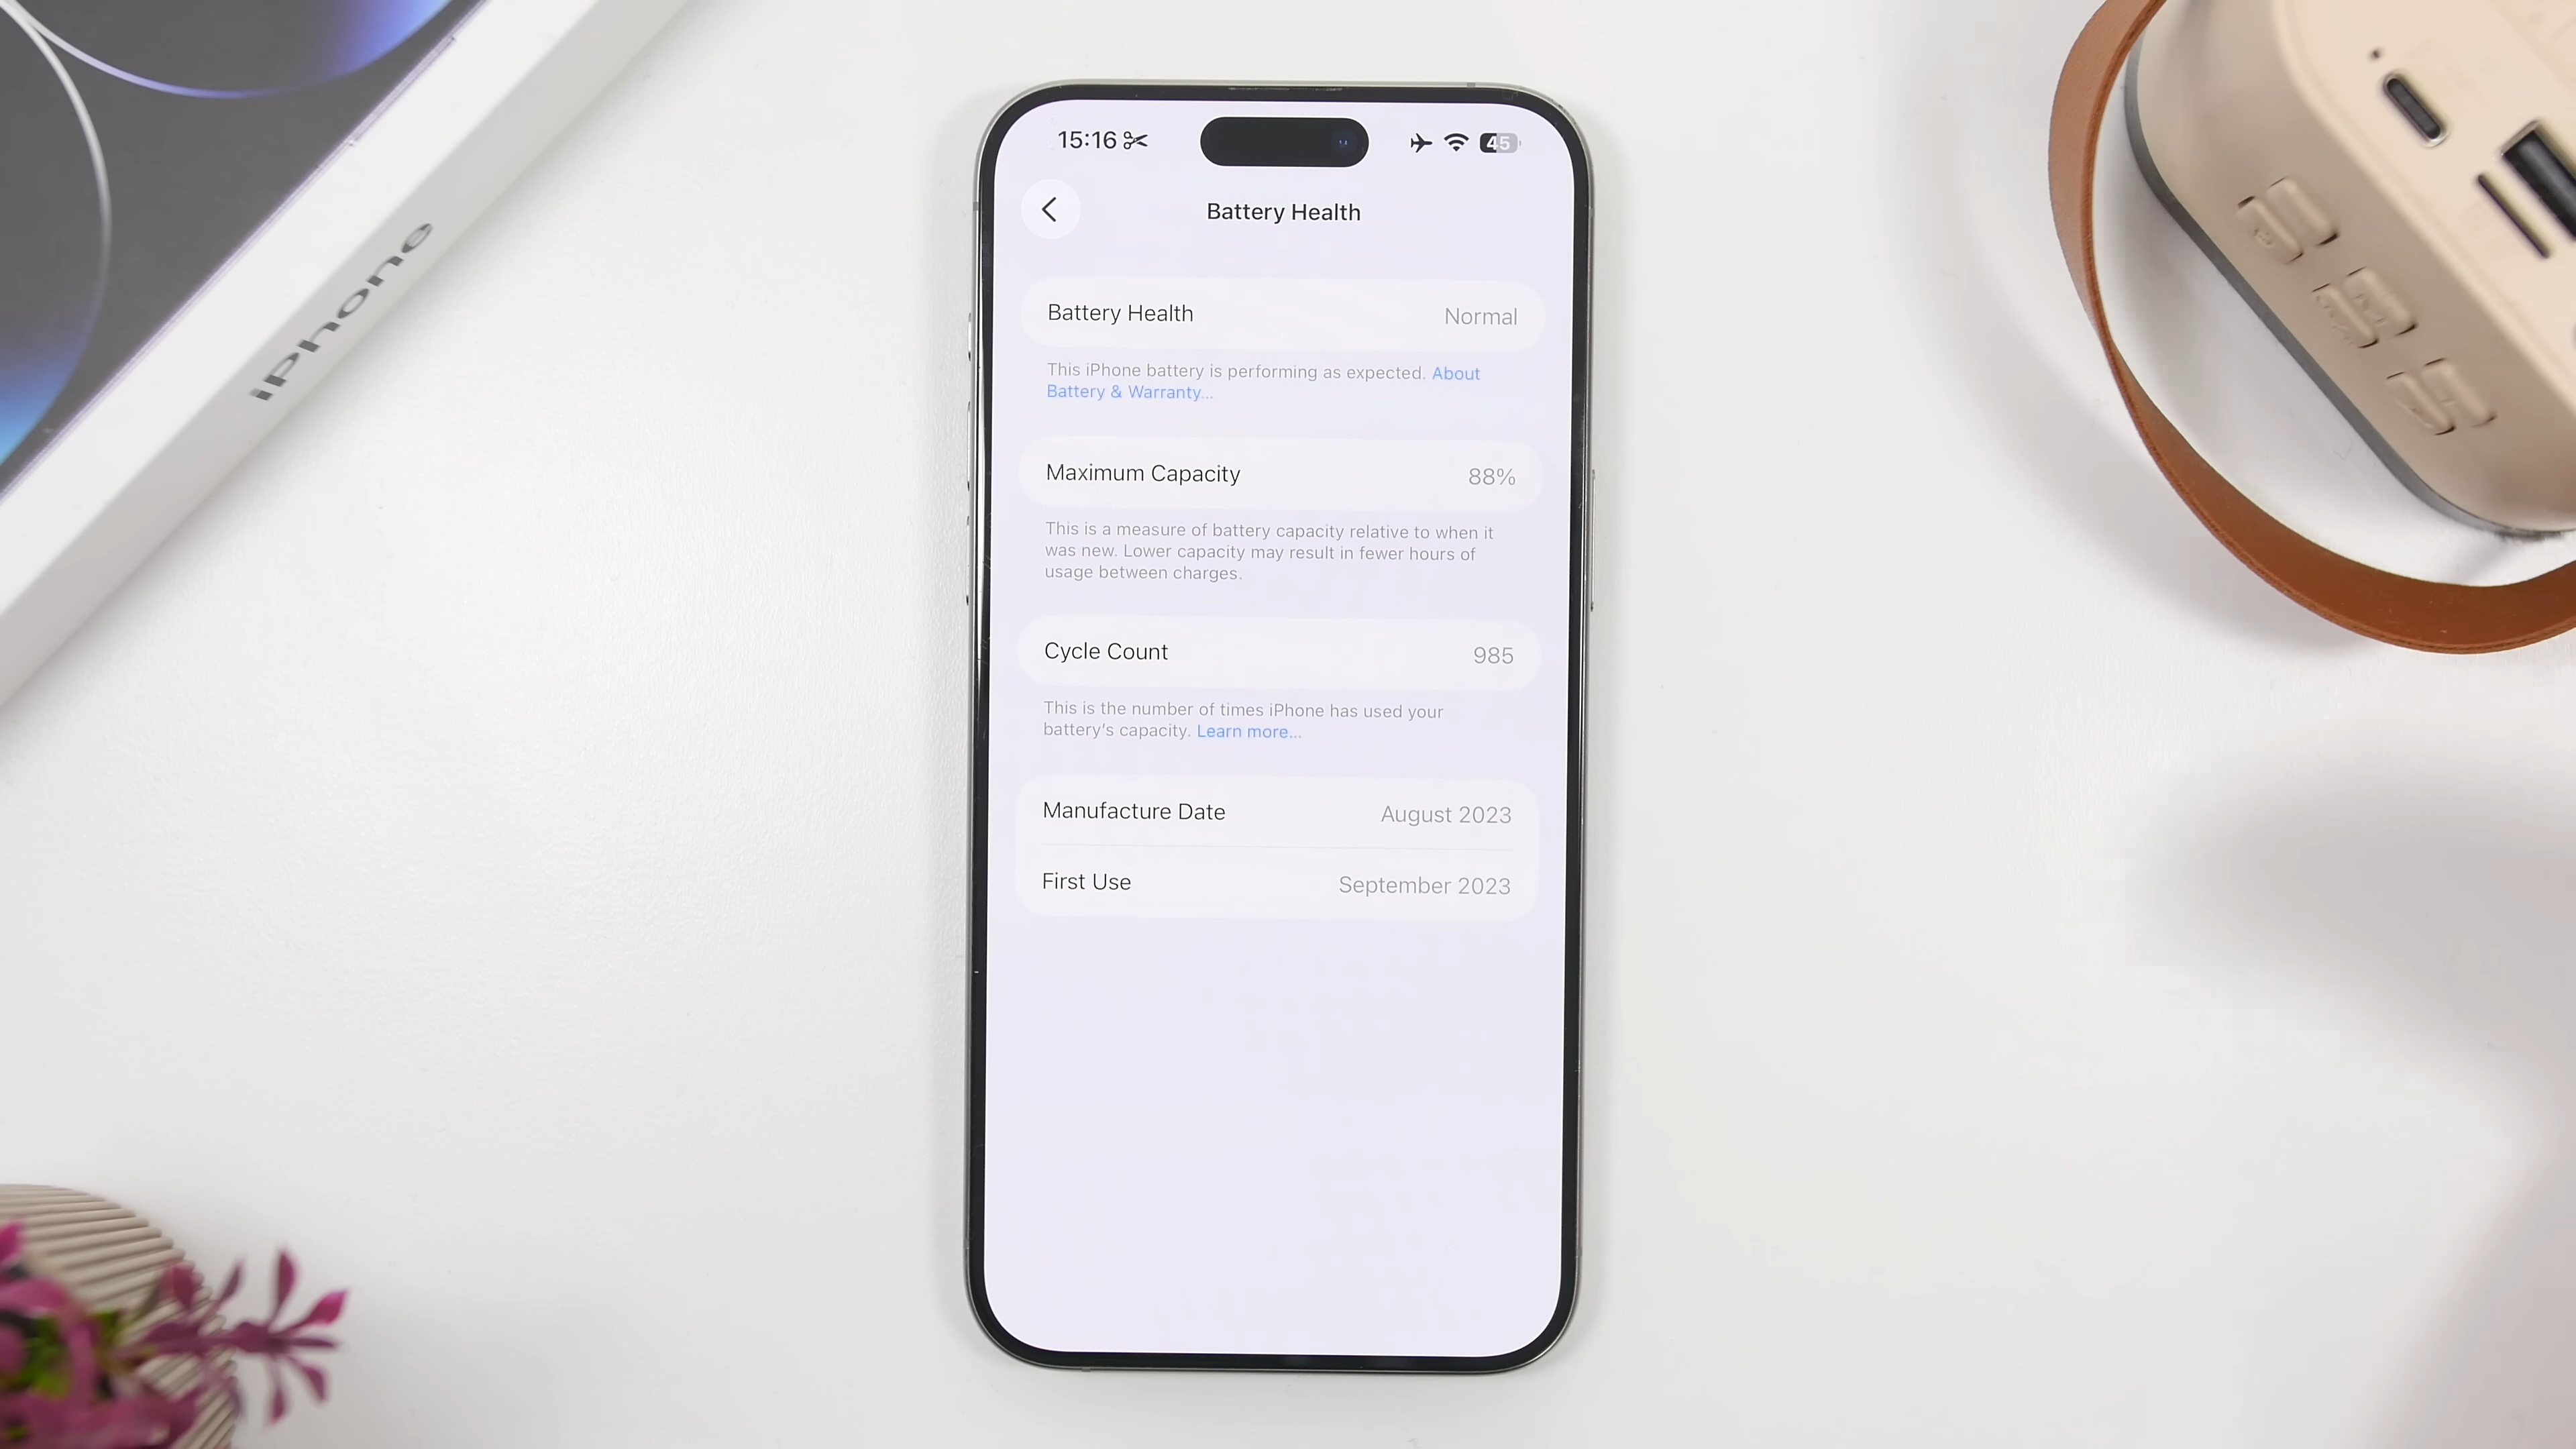 iPhone
15:16
45
Battery Health
Battery Health Normal
This iPhone battery is performing as expected. About
Battery & Warranty...
Maximum Capacity 88%
This is a measure of battery capacity relative to when it
was new. Lower capacity may result in fewer hours of
usage between charges.
Cycle Count 985
This is the number of times iPhone has used your
battery's capacity. Learn more...
Manufacture Date August 2023
First Use September 2023